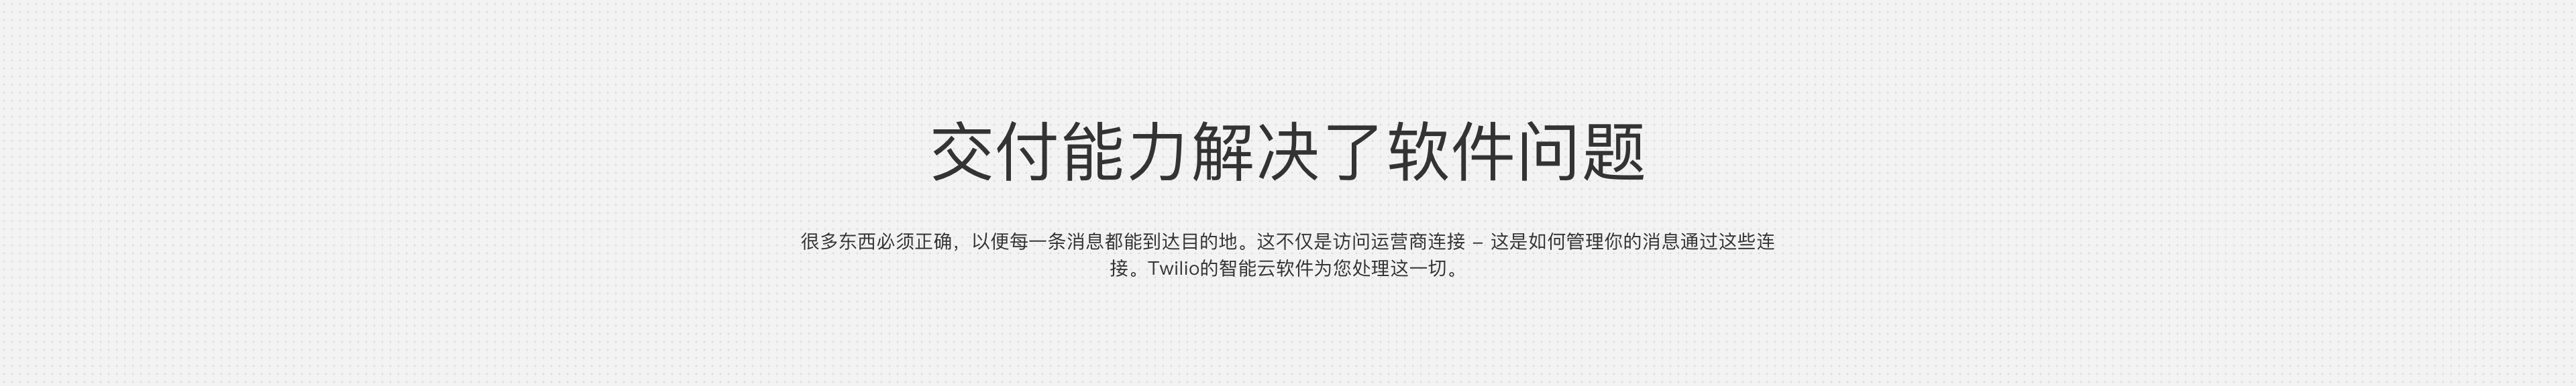 交付能力解决了软件问题
很多东西必须正确，以便每一条消息都能到达目的地。这不仅是访问运营商连接 – 这是如何管理你的消息通过这些连
接。Twilio的智能云软件为您处理这一切。